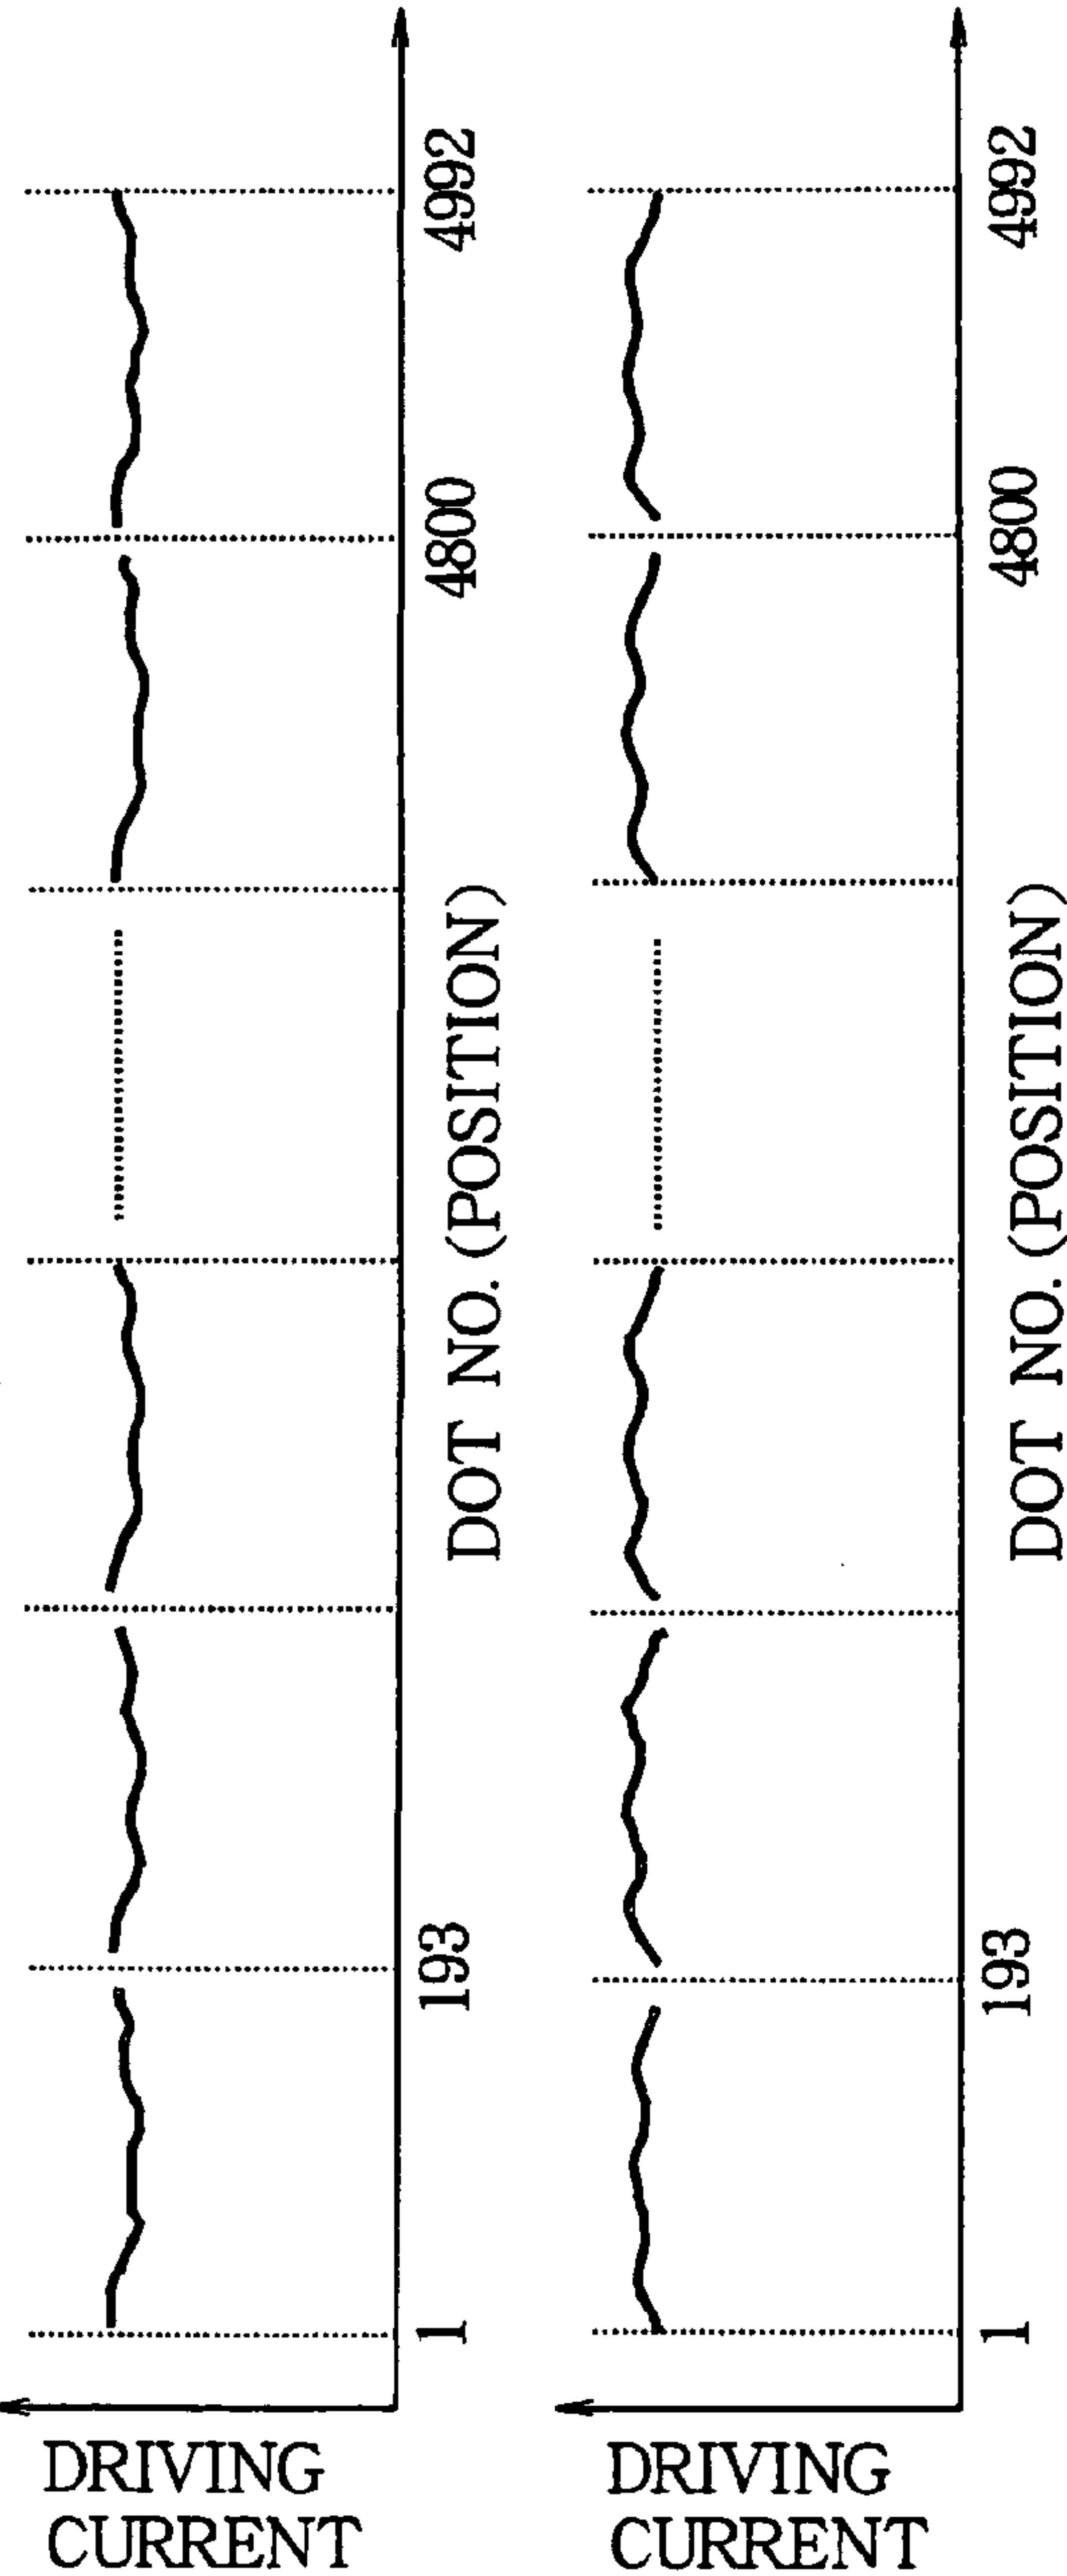 DRIVING
CURRENT
1 193 4800 4992
DOT NO. (POSITION)
DRIVING
CURRENT
1 193 4800 4992
DOT NO. (POSITION)